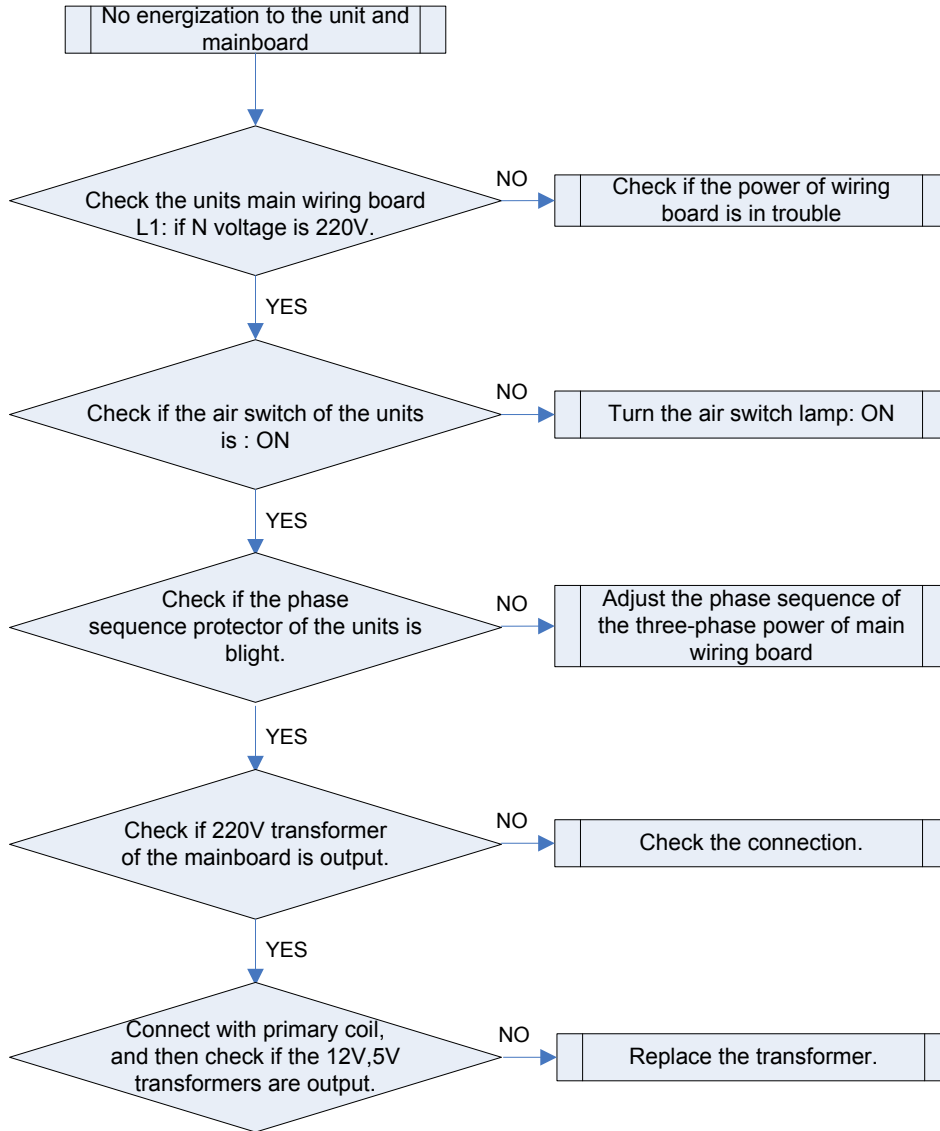 No energization to the unit and
mainboard
Check the units main wiring board
L1: if N voltage is 220V.
NO
Check if the power of wiring
board is in trouble
YES
Check if the air switch of the units
is : ON
NO
Turn the air switch lamp: ON
YES
Check if the phase
sequence protector of the units is
blight.
NO
Adjust the phase sequence of
the three-phase power of main
wiring board
YES
Check if 220V transformer
of the mainboard is output.
NO
Check the connection.
YES
Connect with primary coil,
and then check if the 12V,5V
transformers are output.
NO
Replace the transformer.